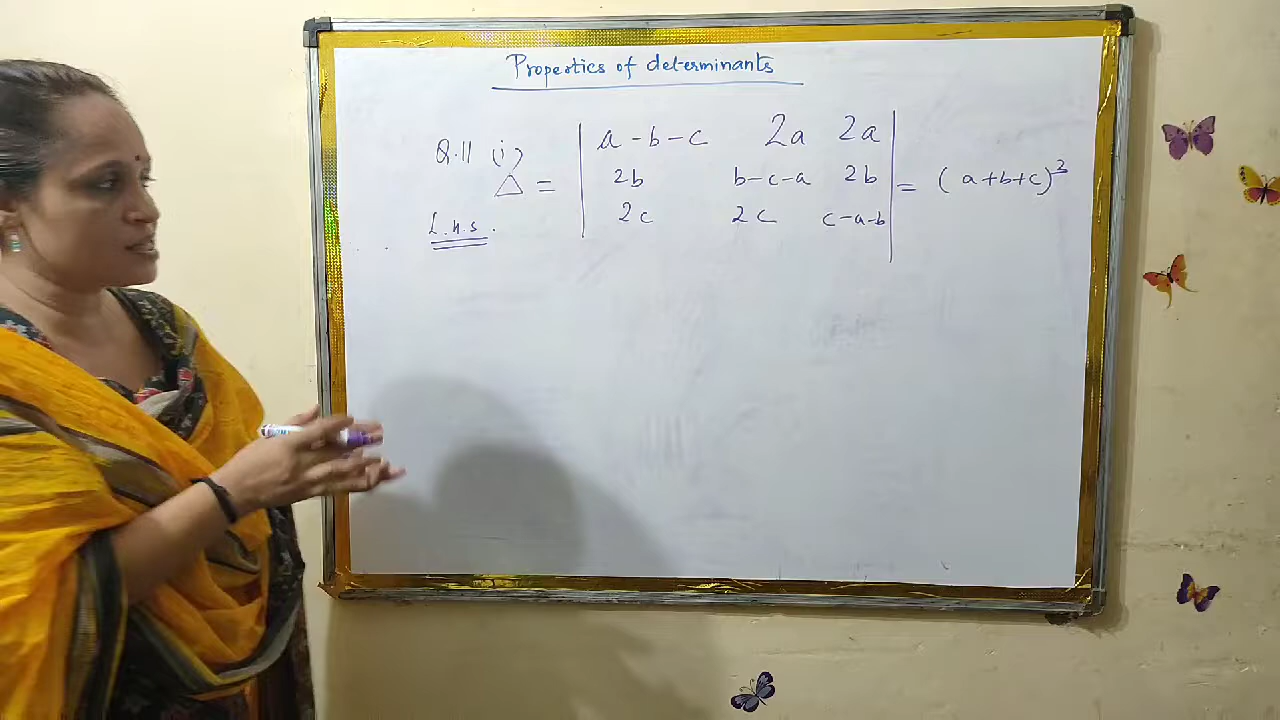 Properties of determinants
Q.11 (i)
a-b-c 2a 2a
Δ = 2b b-c-a 2b = (a+b+c)³
L.H.S. 2c 2c c-a-b